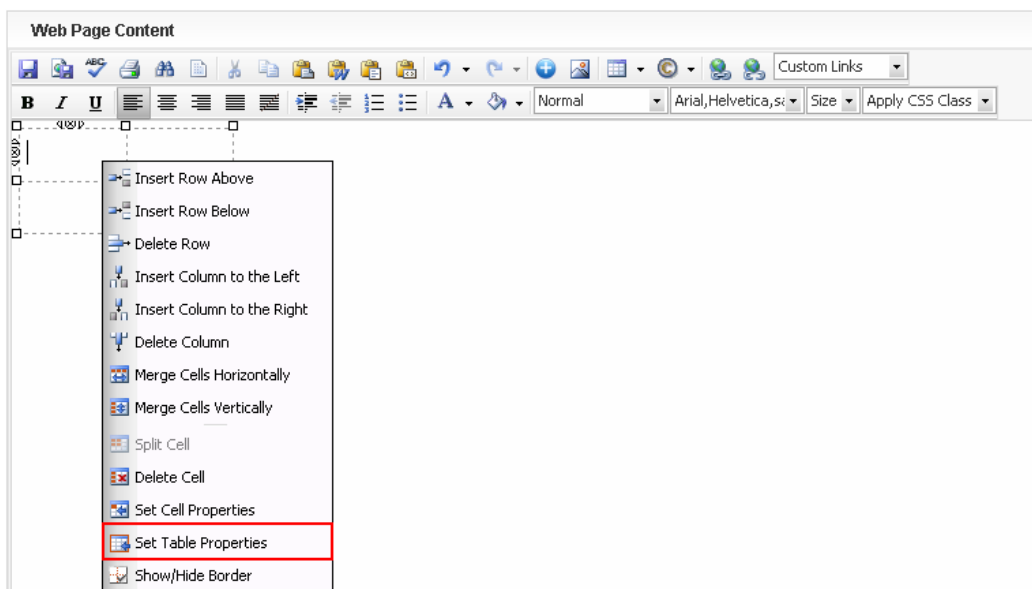 Web Page Content
ABC
Custom Links
B I U A Normal Arial,Helvetica,sa Size Apply CSS Class
Insert Row Above
Insert Row Below
Delete Row
Insert Column to the Left
Insert Column to the Right
Delete Column
Merge Cells Horizontally
Merge Cells Vertically
Split Cell
Delete Cell
Set Cell Properties
Set Table Properties
Show/Hide Border